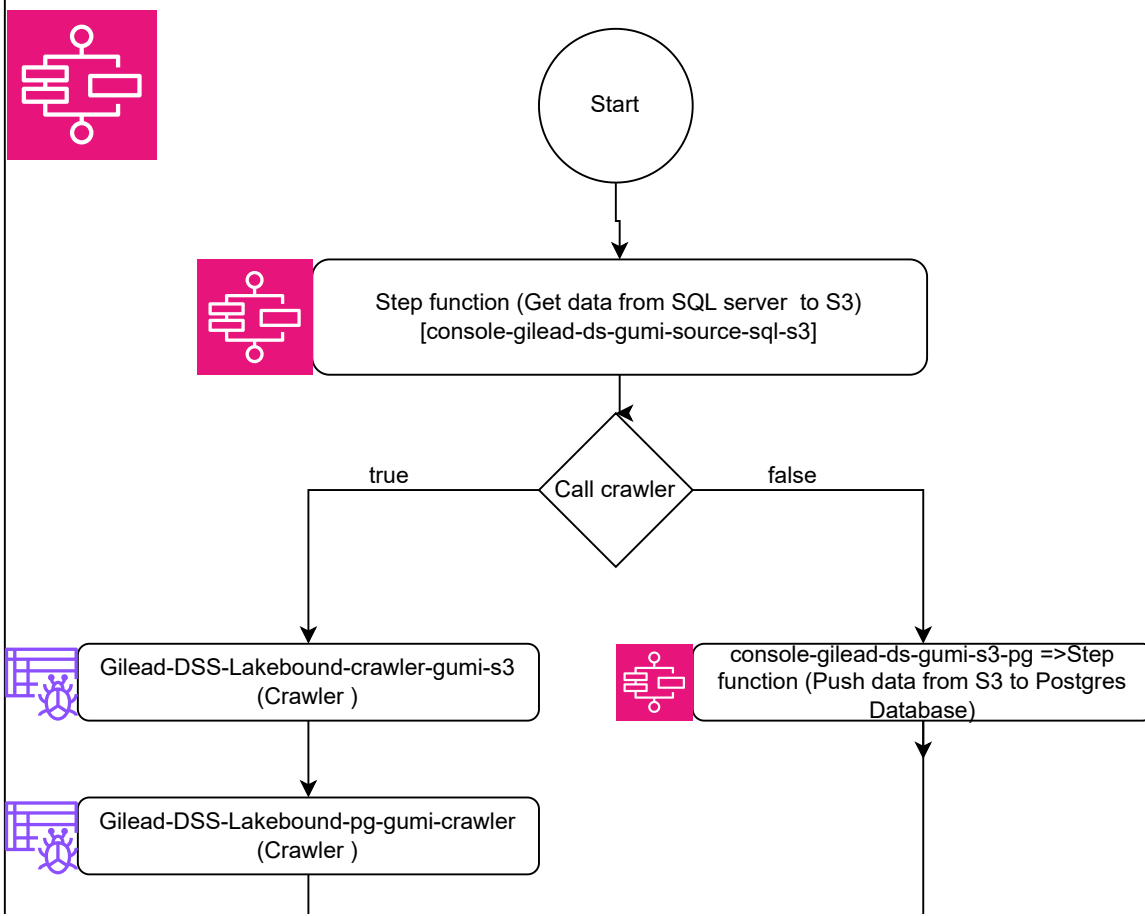 Start
Step function (Get data from SQL server  to S3)
[console-gilead-ds-gumi-source-sql-s3]
true
Call crawler
false
Gilead-DSS-Lakebound-crawler-gumi-s3
(Crawler )
console-gilead-ds-gumi-s3-pg =>Step
function (Push data from S3 to Postgres
Database)
Gilead-DSS-Lakebound-pg-gumi-crawler
(Crawler )